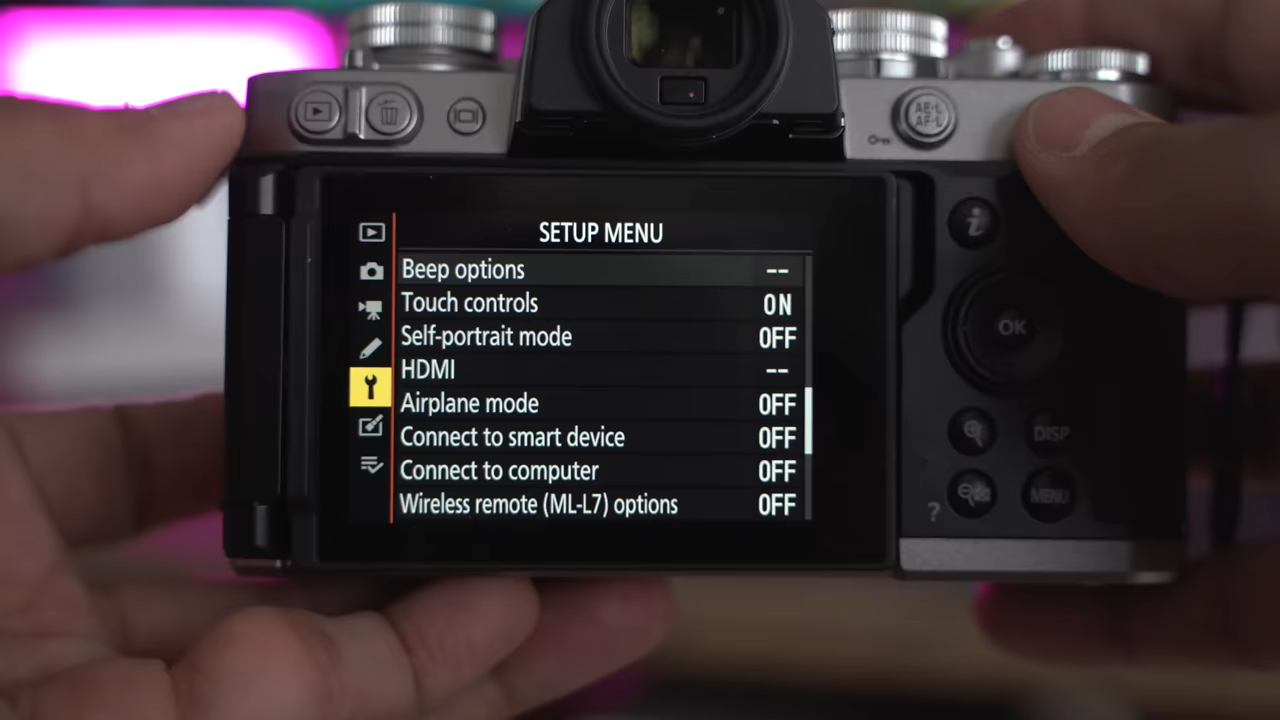 AE-L
AF-L
SETUP MENU
Beep options --
Touch controls ON
Self-portrait mode OFF
HDMI --
Airplane mode OFF
Connect to smart device OFF
Connect to computer OFF
Wireless remote (ML-L7) options OFF
i
OK
DISP
?
MENU